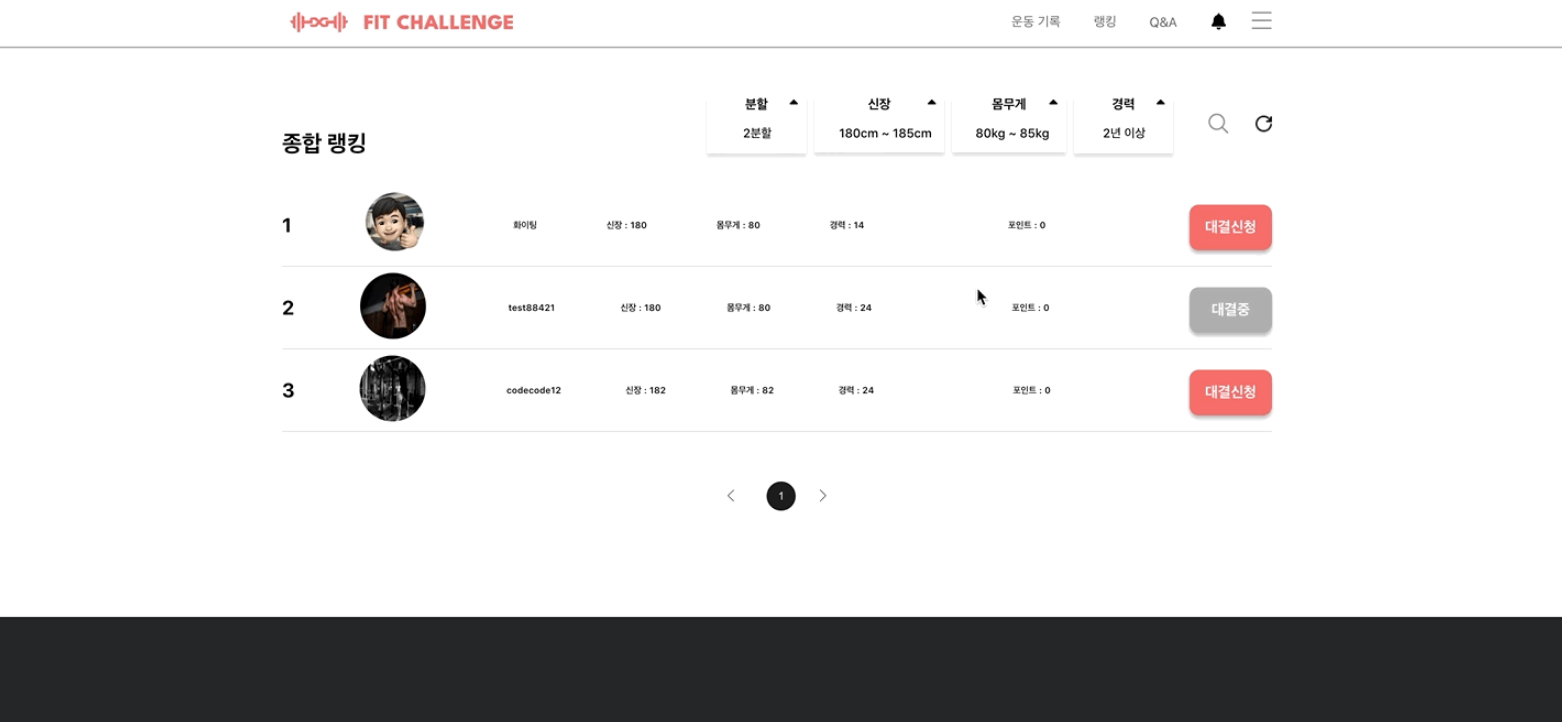 FIT CHALLENGE 운동 기록 랭킹 Q&A
분할 신장 몸무게 경력
2분할 180cm ~ 185cm 80kg ~ 85kg 2년 이상
종합 랭킹
1 화이팅 신장 : 180 몸무게 : 80 경력 : 14 포인트 : 0 대결신청
2 test88421 신장 : 180 몸무게 : 80 경력 : 24 포인트 : 0 대결중
3 codecode12 신장 : 182 몸무게 : 82 경력 : 24 포인트 : 0 대결신청
1